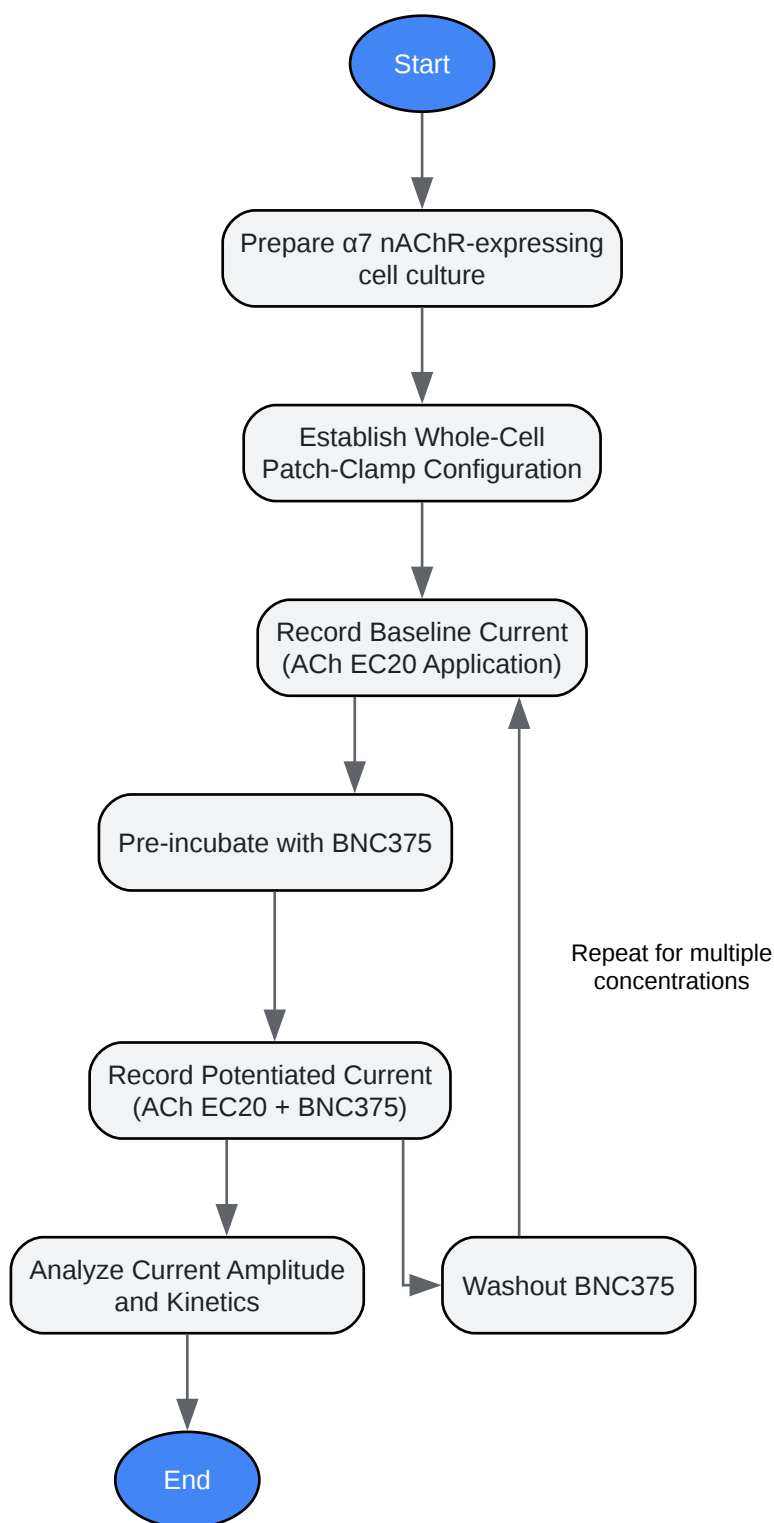 Start
Prepare α7 nAChR-expressing
cell culture
Establish Whole-Cell
Patch-Clamp Configuration
Record Baseline Current
(ACh EC20 Application)
Pre-incubate with BNC375
Repeat for multiple
concentrations
Record Potentiated Current
(ACh EC20 + BNC375)
Analyze Current Amplitude
and Kinetics
Washout BNC375
End